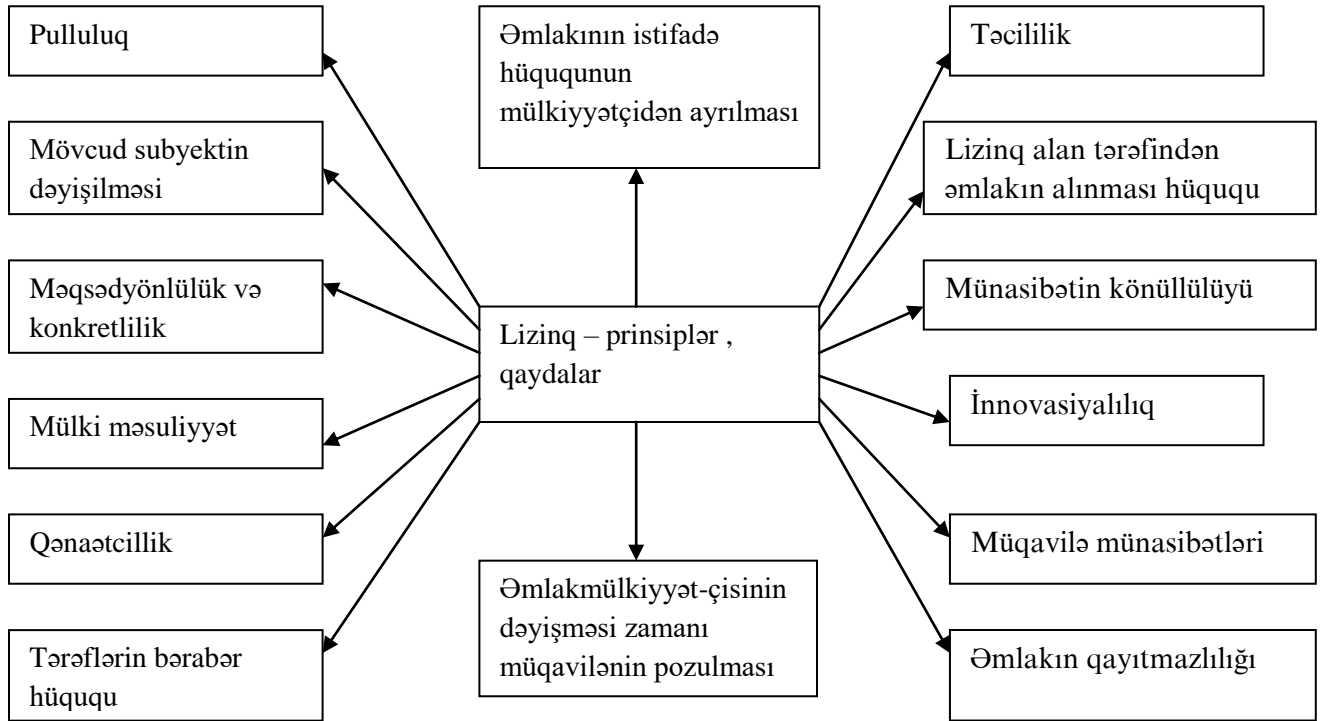 Pulluluq
Əmlakının istifadə
hüququnun
mülkiyyətçidən ayrılması
Təcililik
Mövcud subyektin
dəyişilməsi
Lizinq alan tərəfindən
əmlakın alınması hüququ
Məqsədyönlülük və
konkretlilik
Münasibətin könüllülüyü
Lizinq – prinsiplər ,
qaydalar
Mülki məsuliyyət
İnnovasiyalılıq
Qənaətcillik
Müqavilə münasibətləri
Əmlakmülkiyyət-çisinin
dəyişməsi zamanı
müqavilənin pozulması
Tərəflərin bərabər
hüququ
Əmlakın qayıtmazlılığı